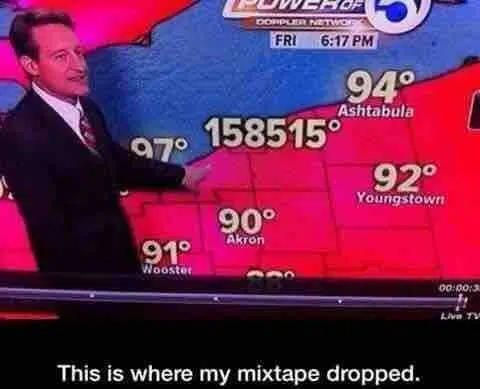 POWER OF 5
DOPPLER NETWORK
FRI 6:17 PM
94°
Ashtabula
97° 158515°
92°
Youngstown
90°
Akron
91°
Wooster
Live TV
This is where my mixtape dropped.